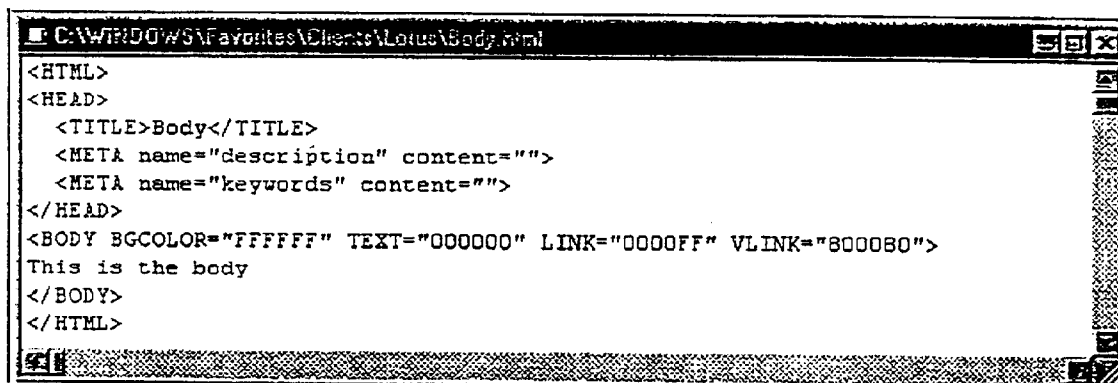 C:\WINDOWS\Favorites\Clients\Lotus\Body.html
<HTML>
<HEAD>
<TITLE>Body</TITLE>
<META name="description" content="">
<META name="keywords" content="">
</HEAD>
<BODY BGCOLOR="FFFFFF" TEXT="000000" LINK="0000FF" VLINK="800080">
This is the body
</BODY>
</HTML>